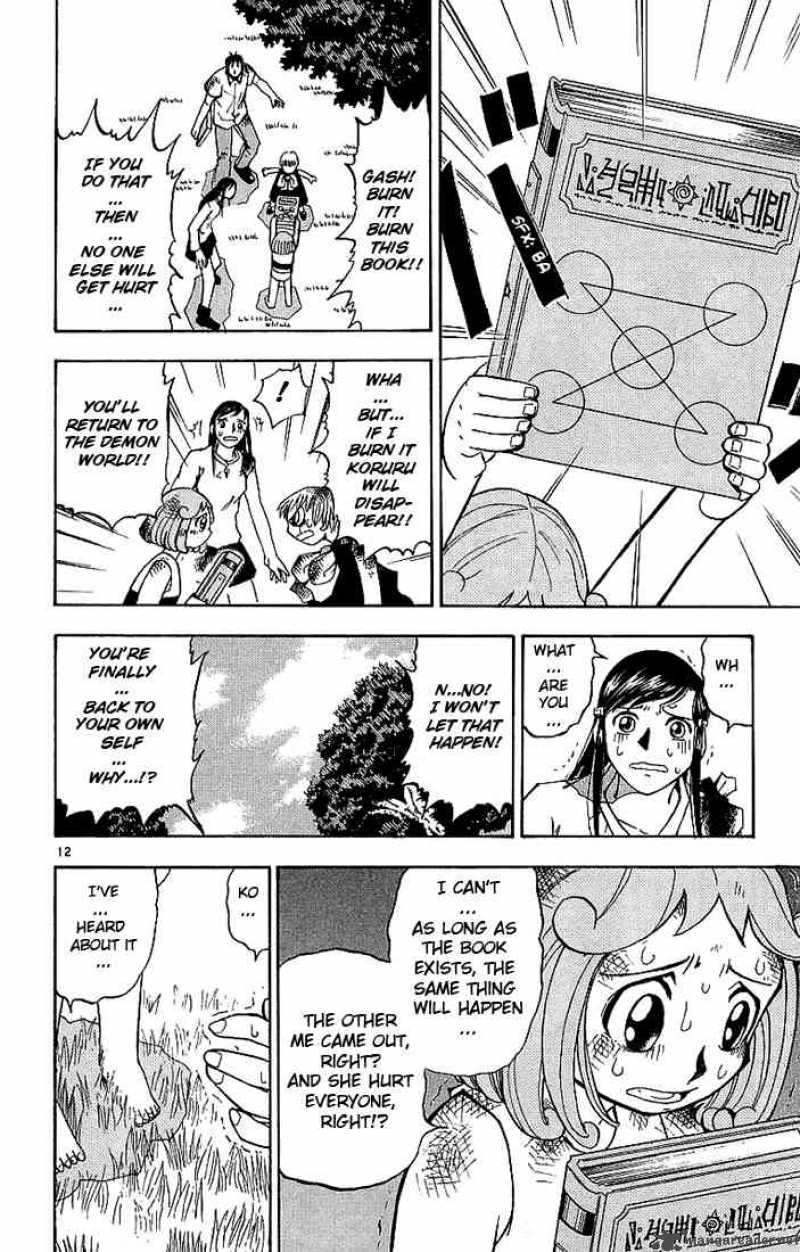 SFX: BA
GASH!
BURN
IT!
BURN
THIS
BOOK!!
IF YOU
DO THAT
...
THEN
...
NO ONE
ELSE WILL
GET HURT
...
WHA
...
BUT...
IF I
BURN IT
KORURU
WILL
DISAP-
PEAR!!
!
YOU'LL
RETURN TO
THE DEMON
WORLD!!
WH
...
WHAT
...
ARE
YOU
...
N...NO!
I WON'T
LET THAT
HAPPEN!
YOU'RE
FINALLY
...
BACK TO
YOUR OWN
SELF
...
WHY...!?
12
I CAN'T
...
AS LONG AS
THE BOOK
EXISTS, THE
SAME THING
WILL HAPPEN
...
THE OTHER
ME CAME OUT,
RIGHT?
AND SHE HURT
EVERYONE,
RIGHT!?
KO
...
I'VE
...
HEARD
ABOUT IT
...
mangareader.net